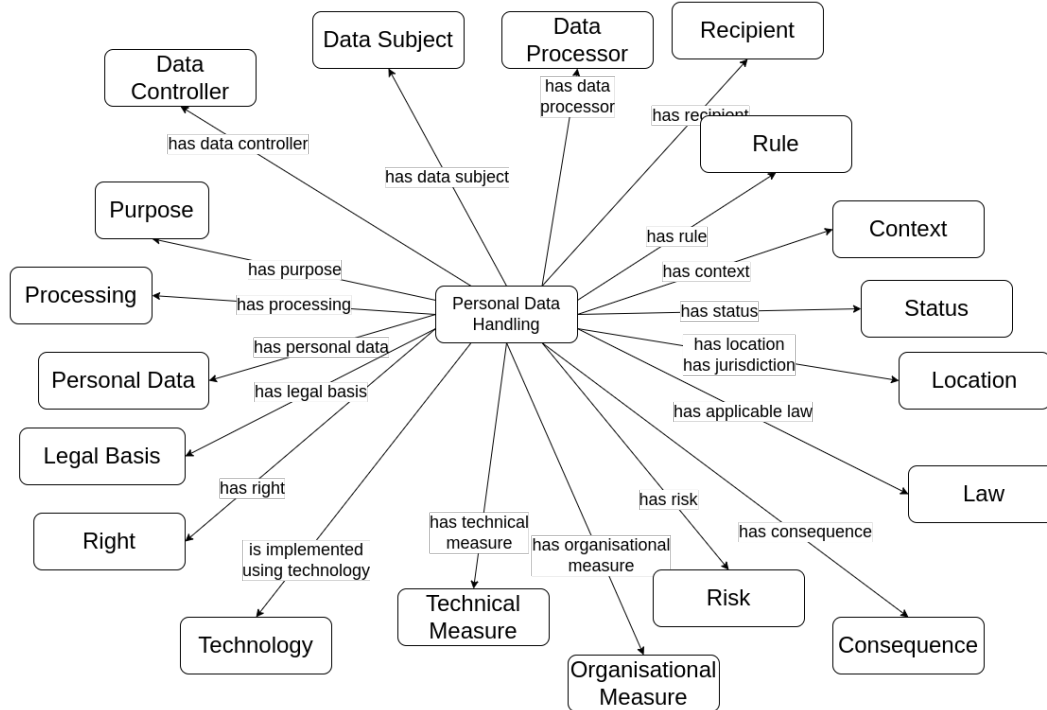 Data Subject
Data
Processor
Recipient
Data
Controller
has data
processor
has recipient
has data controller
Rule
has data subject
Purpose
has rule
Context
has purpose
has context
Processing
has processing
Personal Data
Handling
has status
Status
has personal data
has location
has jurisdiction
Personal Data
Location
has legal basis
has applicable law
Legal Basis
has right
has risk
Law
Right
has technical
measure
has organisational
measure
has consequence
is implemented
using technology
Technical
Measure
Risk
Technology
Consequence
Organisational
Measure